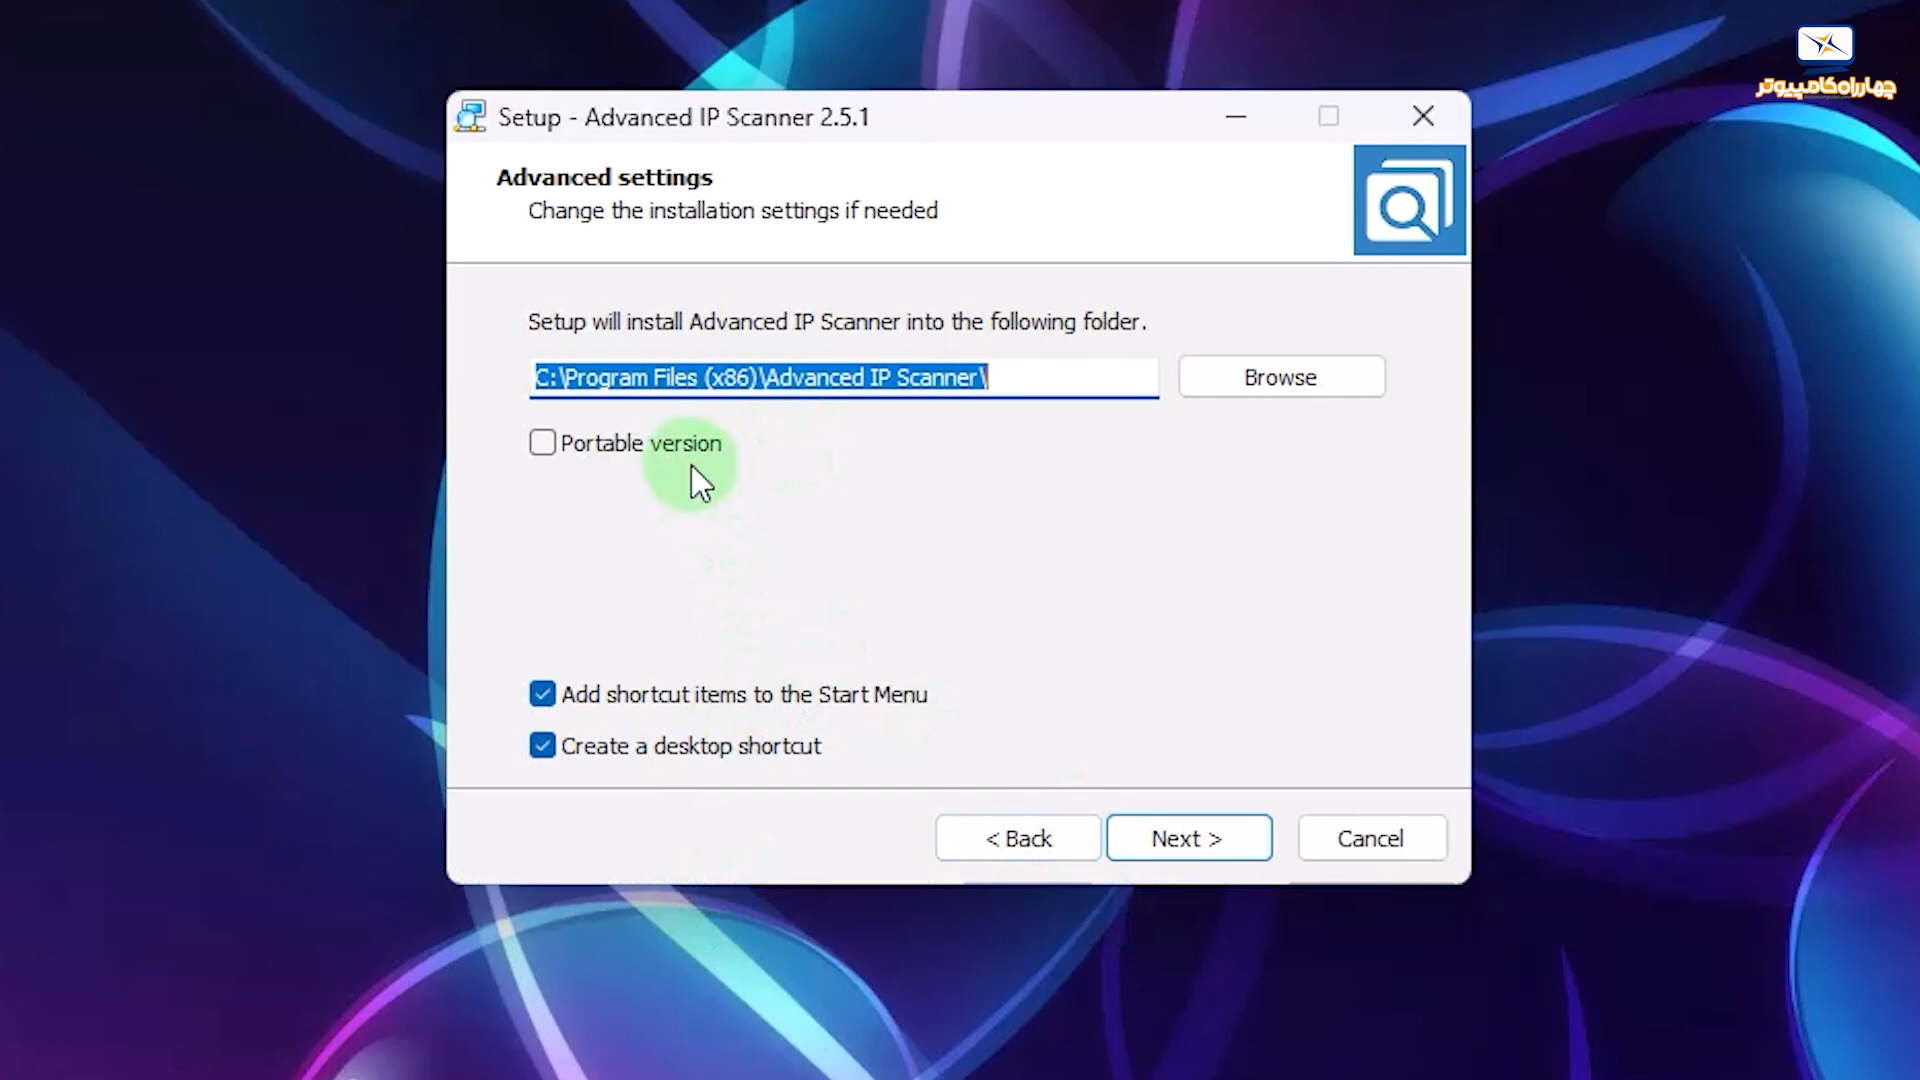 چهارراه کامپیوتر
Setup - Advanced IP Scanner 2.5.1
Advanced settings
Change the installation settings if needed
Setup will install Advanced IP Scanner into the following folder.
C:\Program Files (x86)\Advanced IP Scanner\
Browse
Portable version
Add shortcut items to the Start Menu
Create a desktop shortcut
< Back
Next >
Cancel